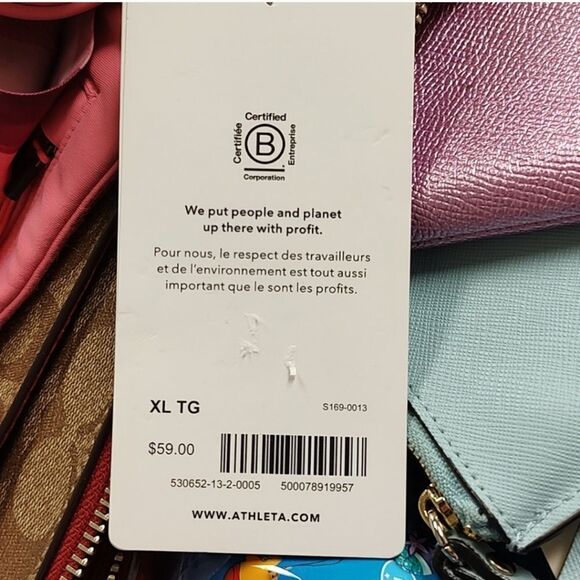 Certified
Certifiée
B
Entreprise
Corporation
We put people and planet
up there with profit.
Pour nous, le respect des travailleurs
et de l'environnement est tout aussi
important que le sont les profits.
XL TG
S169-0013
$59.00
530652-13-2-0005 500078919957
WWW.ATHLETA.COM